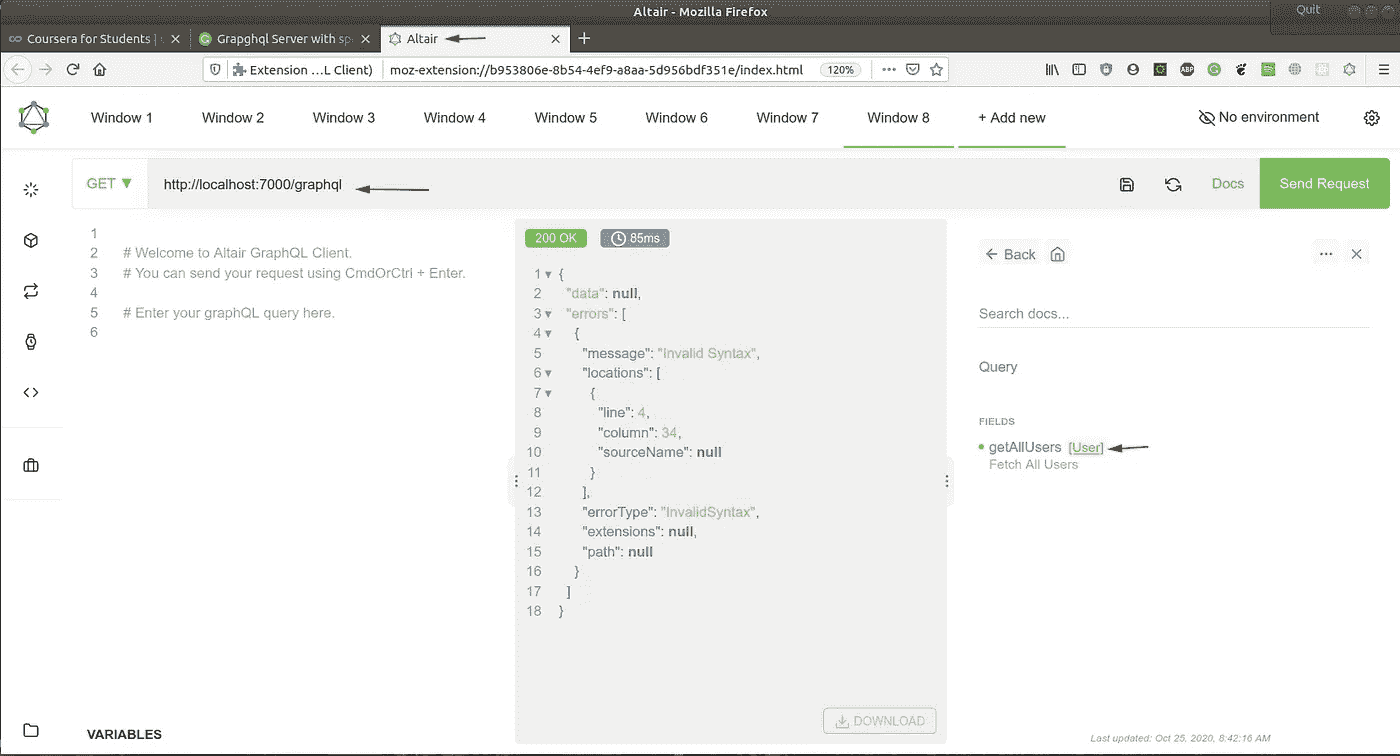 Altair - Mozilla Firefox
Quit
Coursera for Students |
Grapghql Server with sp
Altair
Extension ...L Client)
moz-extension://b953806e-8b54-4ef9-a8aa-5d956bdf351e/index.html
120%
ABP
Window 1
Window 2
Window 3
Window 4
Window 5
Window 6
Window 7
Window 8
+ Add new
No environment
GET ▼
http://localhost:7000/graphql
Docs
Send Request
1
2 # Welcome to Altair GraphQL Client.
3 # You can send your request using CmdOrCtrl + Enter.
4
5 # Enter your graphQL query here.
6
VARIABLES
200 OK
85ms
1 {
2 "data": null,
3 "errors": [
4 {
5 "message": "Invalid Syntax",
6 "locations": [
7 {
8 "line": 4,
9 "column": 34,
10 "sourceName": null
11 }
12 ],
13 "errorType": "InvalidSyntax",
14 "extensions": null,
15 "path": null
16 }
17 ]
18 }
DOWNLOAD
Back
Search docs...
Query
FIELDS
getAllUsers [User]
Fetch All Users
Last updated: Oct 25, 2020, 8:42:16 AM